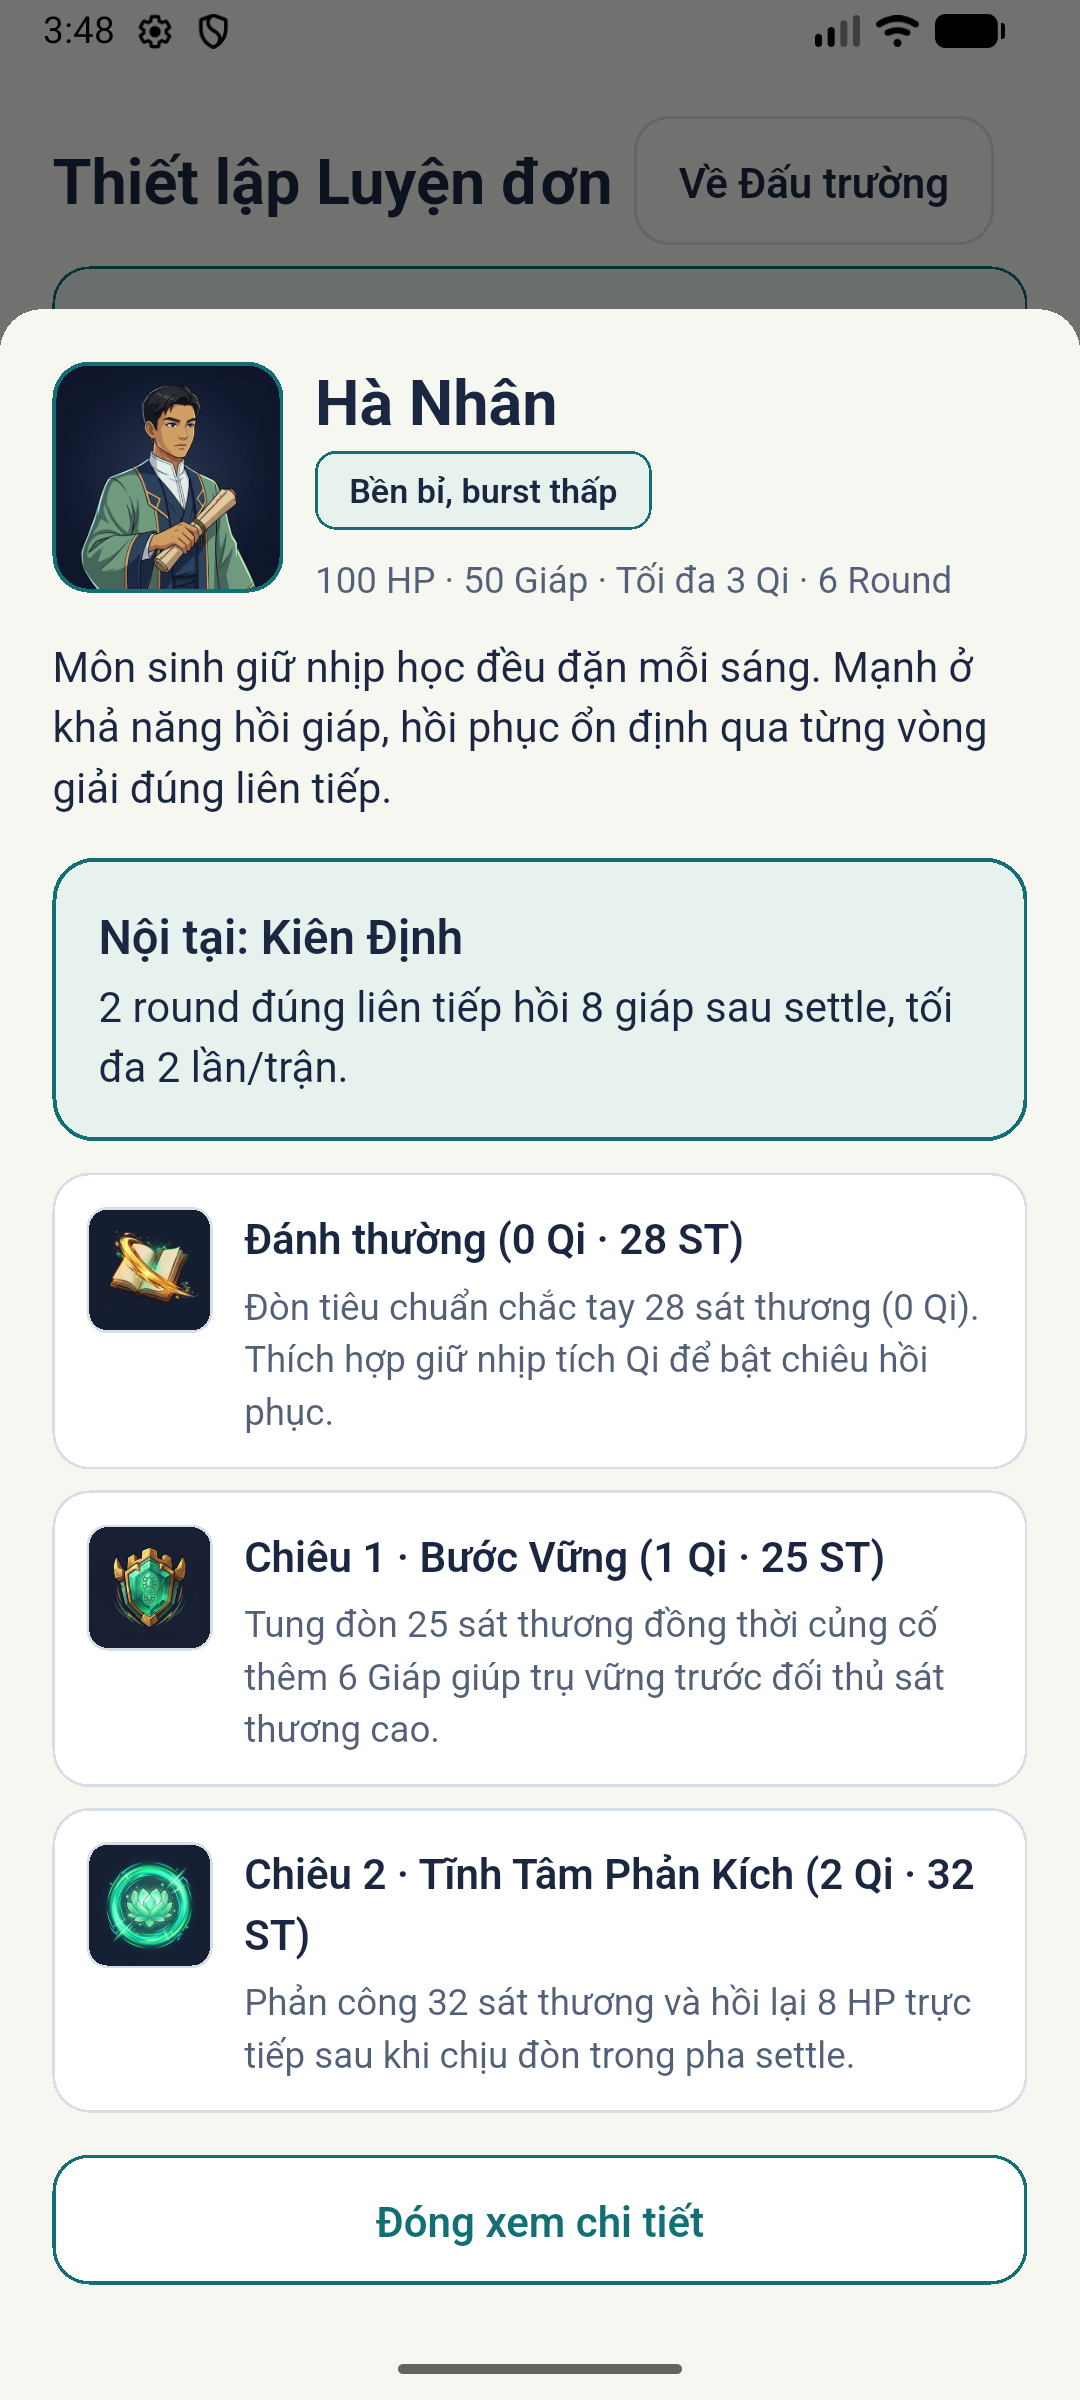 3:48
Thiết lập Luyện đơn
Về Đấu trường
Hà Nhân
Bền bỉ, burst thấp
100 HP · 50 Giáp · Tối đa 3 Qi · 6 Round
Môn sinh giữ nhịp học đều đặn mỗi sáng. Mạnh ở
khả năng hồi giáp, hồi phục ổn định qua từng vòng
giải đúng liên tiếp.
Nội tại: Kiên Định
2 round đúng liên tiếp hồi 8 giáp sau settle, tối
đa 2 lần/trận.
Đánh thường (0 Qi · 28 ST)
Đòn tiêu chuẩn chắc tay 28 sát thương (0 Qi).
Thích hợp giữ nhịp tích Qi để bật chiêu hồi
phục.
Chiêu 1 · Bước Vững (1 Qi · 25 ST)
Tung đòn 25 sát thương đồng thời củng cố
thêm 6 Giáp giúp trụ vững trước đối thủ sát
thương cao.
Chiêu 2 · Tĩnh Tâm Phản Kích (2 Qi · 32
ST)
Phản công 32 sát thương và hồi lại 8 HP trực
tiếp sau khi chịu đòn trong pha settle.
Đóng xem chi tiết